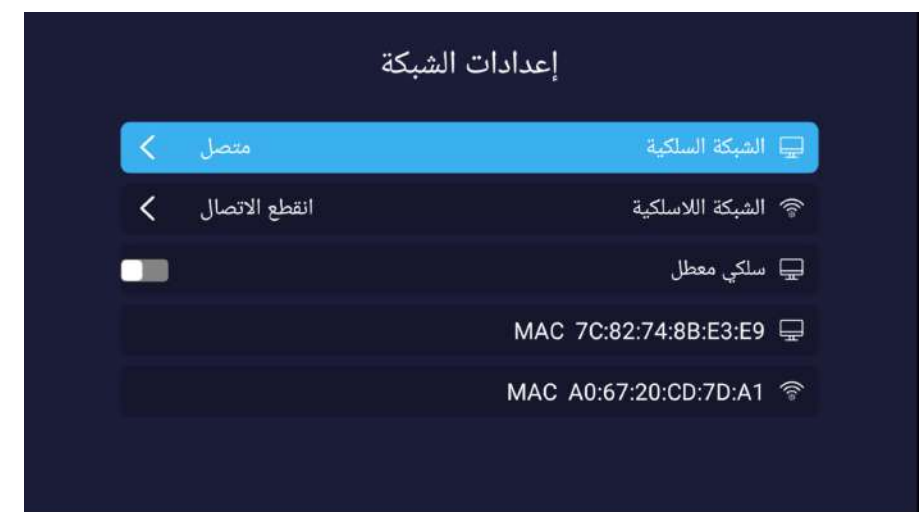 إعدادات الشبكة
الشبكة السلكية متصل
الشبكة اللاسلكية انقطع الاتصال
سلكي معطل
MAC 7C:82:74:8B:E3:E9
MAC A0:67:20:CD:7D:A1